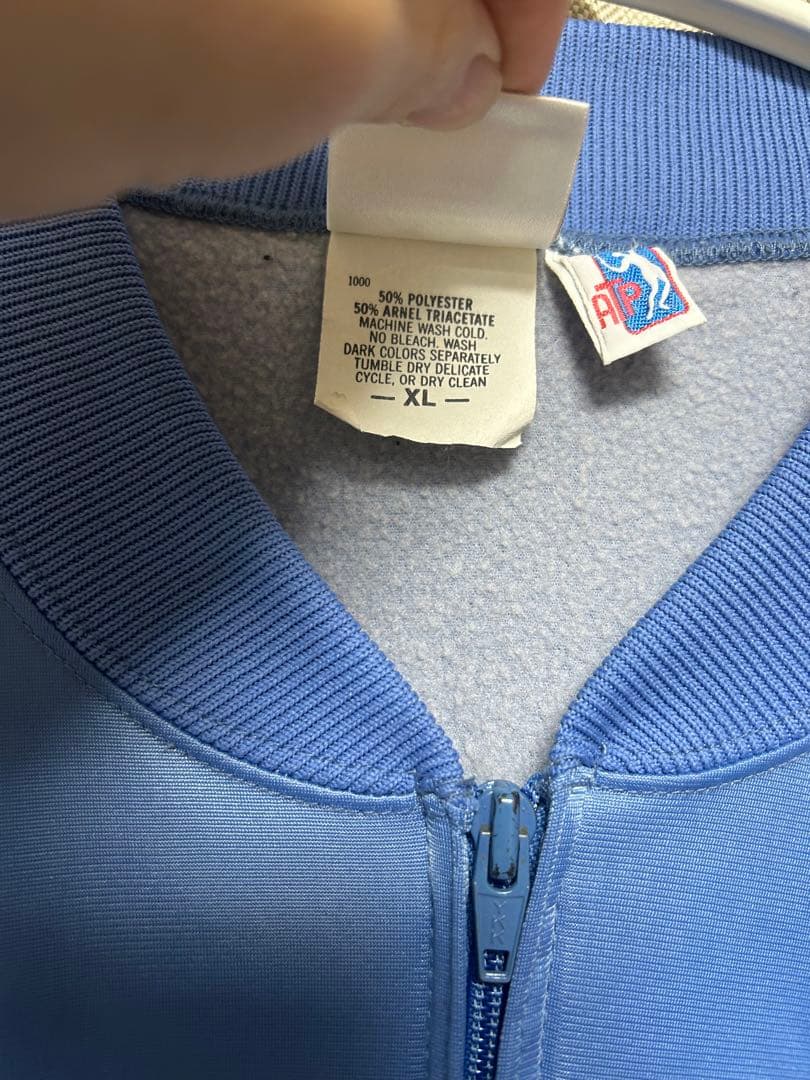 1000
50% POLYESTER
50% ARNEL TRIACETATE
MACHINE WASH COLD.
NO BLEACH. WASH
DARK COLORS SEPARATELY
TUMBLE DRY DELICATE
CYCLE, OR DRY CLEAN
— XL —
ATP